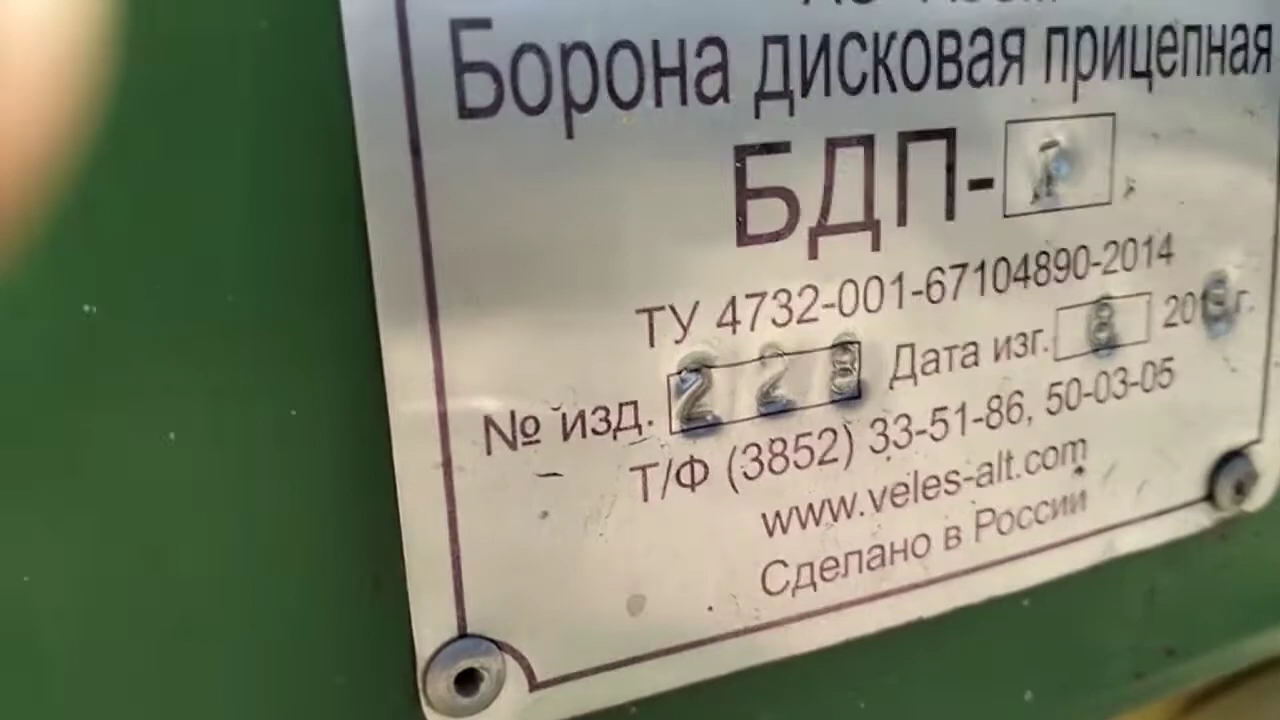 Борона дисковая прицепная
БДП-
ТУ 4732-001-67104890-2014
№ изд. 228 Дата изг. 8 201 г.
Т/Ф (3852) 33-51-86, 50-03-05
www.veles-alt.com
Сделано в России